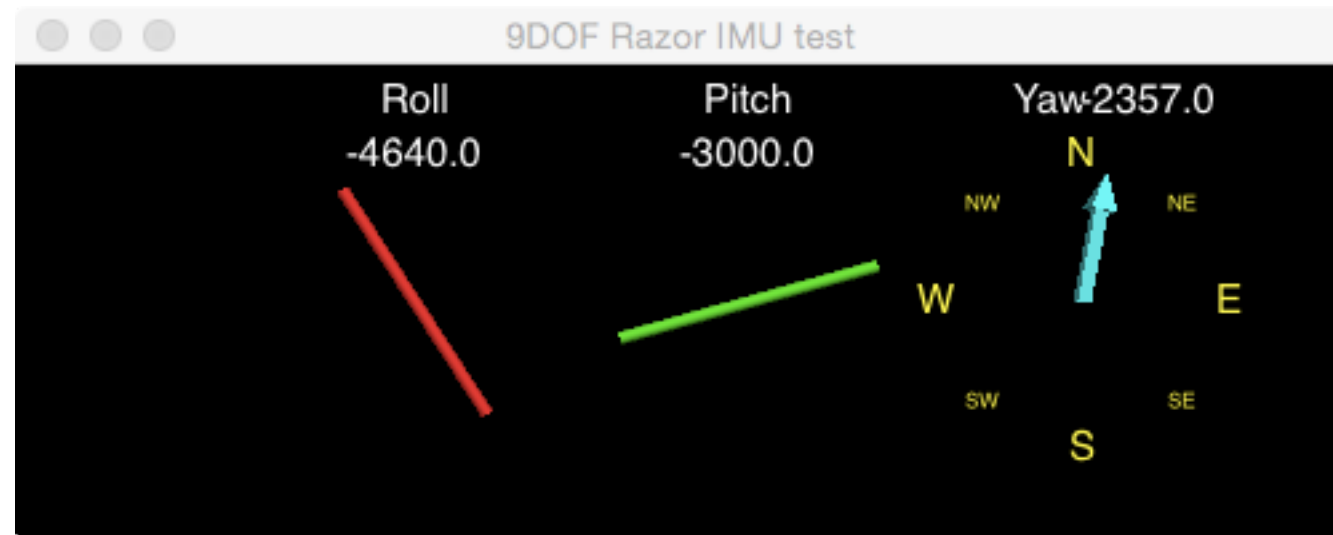 9DOF Razor IMU test
Roll Pitch Yaw-2357.0
-4640.0 -3000.0
N
NW NE
W E
SW SE
S